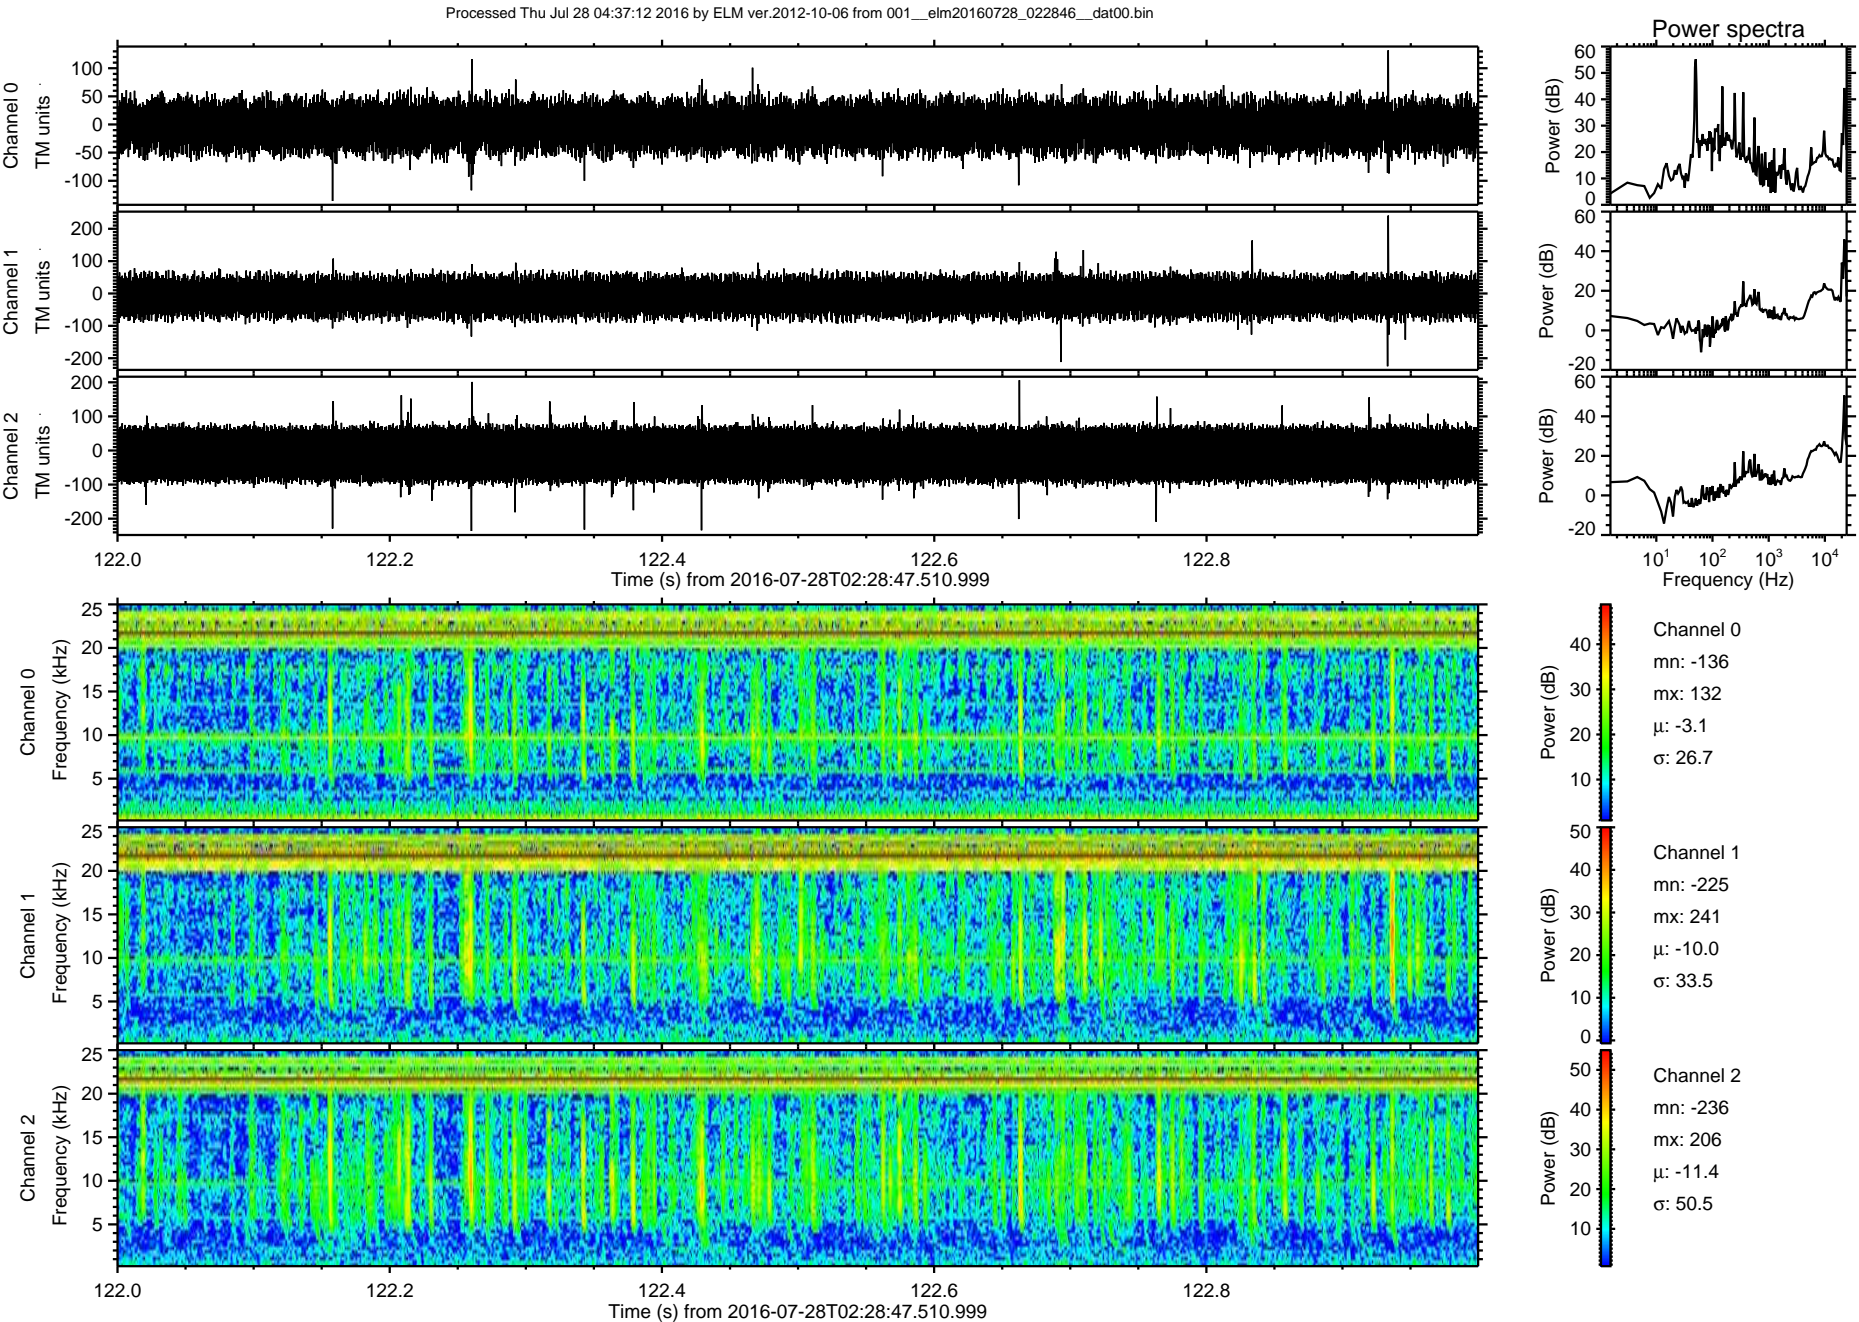 Processed Thu Jul 28 04:37:12 2016 by ELM ver.2012-10-06 from 001__elm20160728_022846__dat00.bin
Power spectra
Channel 0
TM units
100
50
0
-50
-100
Power (dB)
60
50
40
30
20
10
0
Channel 1
TM units
200
100
0
-100
-200
Power (dB)
60
40
20
0
-20
Channel 2
TM units
200
100
0
-100
-200
Power (dB)
60
40
20
0
-20
122.0 122.2 122.4 122.6 122.8
Time (s) from 2016-07-28T02:28:47.510.999
10¹ 10² 10³ 10⁴
Frequency (Hz)
Channel 0
Frequency (kHz)
25
20
15
10
5
Power (dB)
40
30
20
10
Channel 0
mn: -136
mx: 132
μ: -3.1
σ: 26.7
Channel 1
Frequency (kHz)
25
20
15
10
5
Power (dB)
50
40
30
20
10
0
Channel 1
mn: -225
mx: 241
μ: -10.0
σ: 33.5
Channel 2
Frequency (kHz)
25
20
15
10
5
Power (dB)
50
40
30
20
10
Channel 2
mn: -236
mx: 206
μ: -11.4
σ: 50.5
122.0 122.2 122.4 122.6 122.8
Time (s) from 2016-07-28T02:28:47.510.999